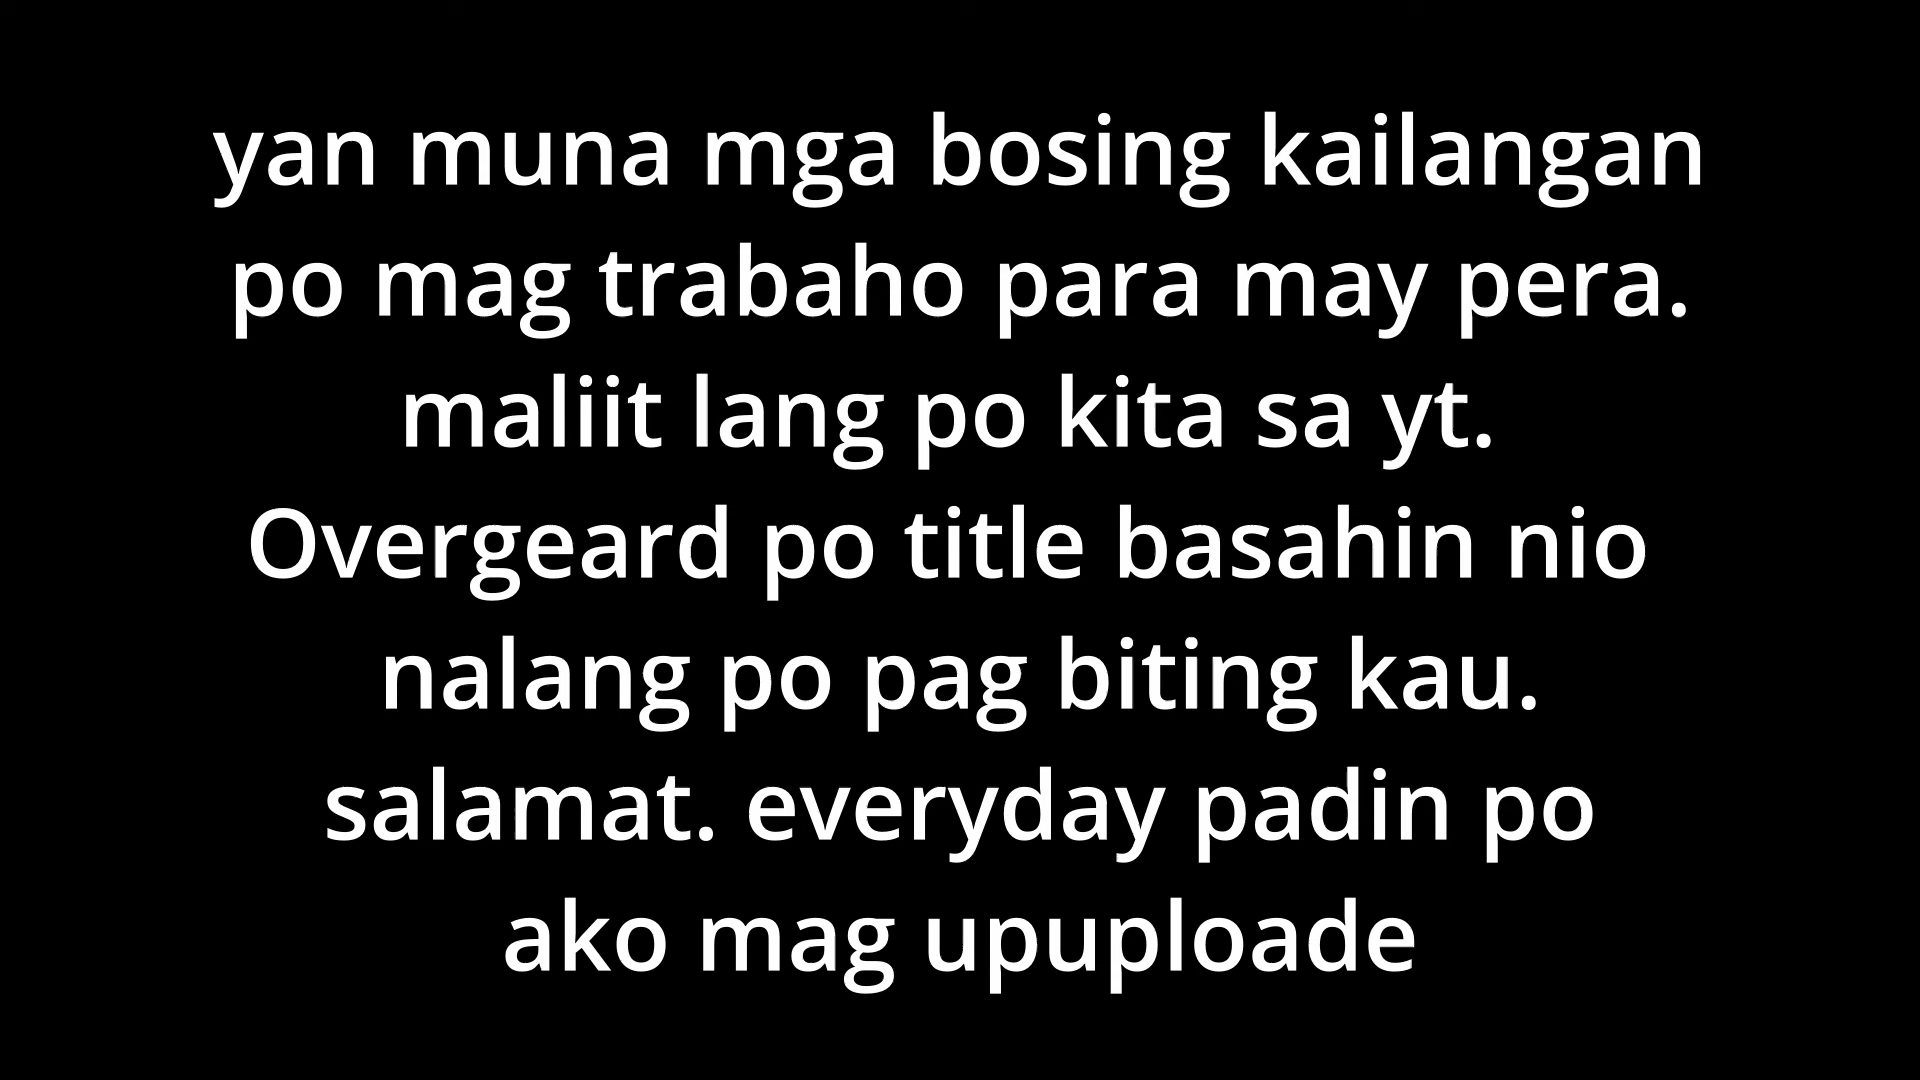 yan muna mga bosing kailangan
po mag trabaho para may pera.
maliit lang po kita sa yt.
Overgeard po title basahin nio
nalang po pag biting kau.
salamat. everyday padin po
ako mag upuploade